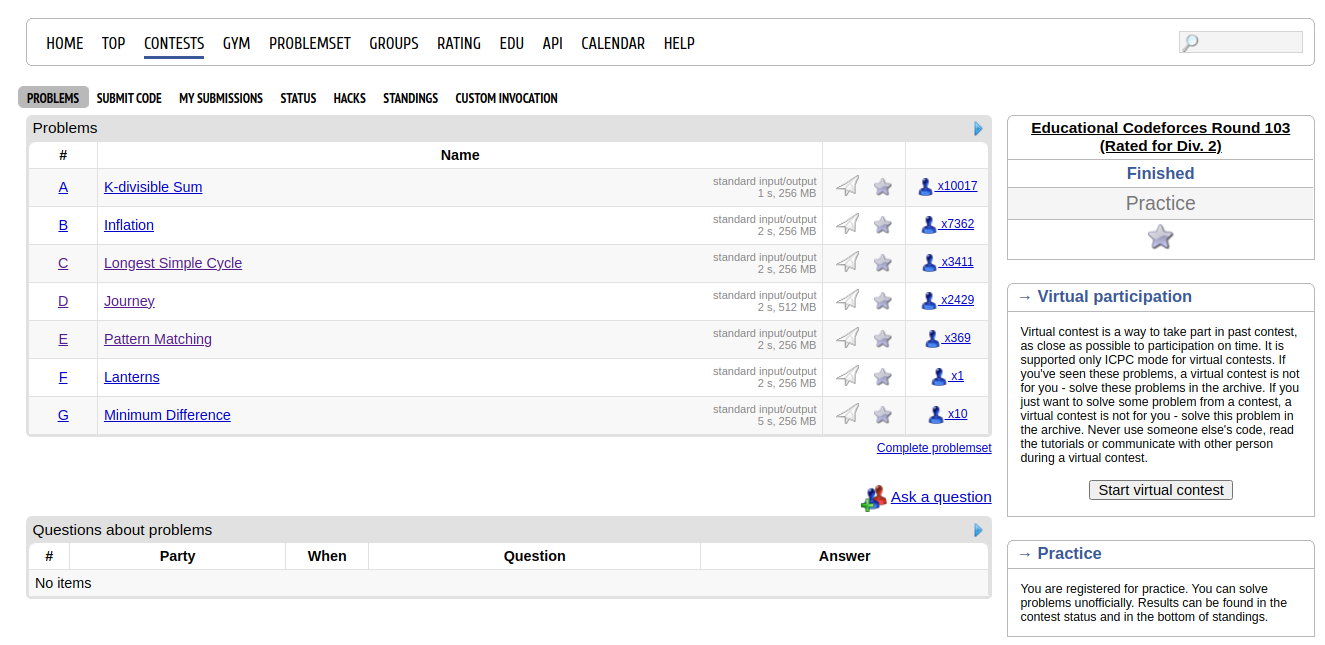 HOME TOP CONTESTS GYM PROBLEMSET GROUPS RATING EDU API CALENDAR HELP
PROBLEMS SUBMIT CODE MY SUBMISSIONS STATUS HACKS STANDINGS CUSTOM INVOCATION
Problems
# Name
A K-divisible Sum standard input/output
1 s, 256 MB x10017
B Inflation standard input/output
2 s, 256 MB x7362
C Longest Simple Cycle standard input/output
2 s, 256 MB x3411
D Journey standard input/output
2 s, 512 MB x2429
E Pattern Matching standard input/output
2 s, 256 MB x369
F Lanterns standard input/output
2 s, 256 MB x1
G Minimum Difference standard input/output
5 s, 256 MB x10
Complete problemset
Ask a question
Questions about problems
# Party When Question Answer
No items
Educational Codeforces Round 103
(Rated for Div. 2)
Finished
Practice
→ Virtual participation
Virtual contest is a way to take part in past contest,
as close as possible to participation on time. It is
supported only ICPC mode for virtual contests. If
you've seen these problems, a virtual contest is not
for you - solve these problems in the archive. If you
just want to solve some problem from a contest, a
virtual contest is not for you - solve this problem in
the archive. Never use someone else's code, read
the tutorials or communicate with other person
during a virtual contest.
Start virtual contest
→ Practice
You are registered for practice. You can solve
problems unofficially. Results can be found in the
contest status and in the bottom of standings.